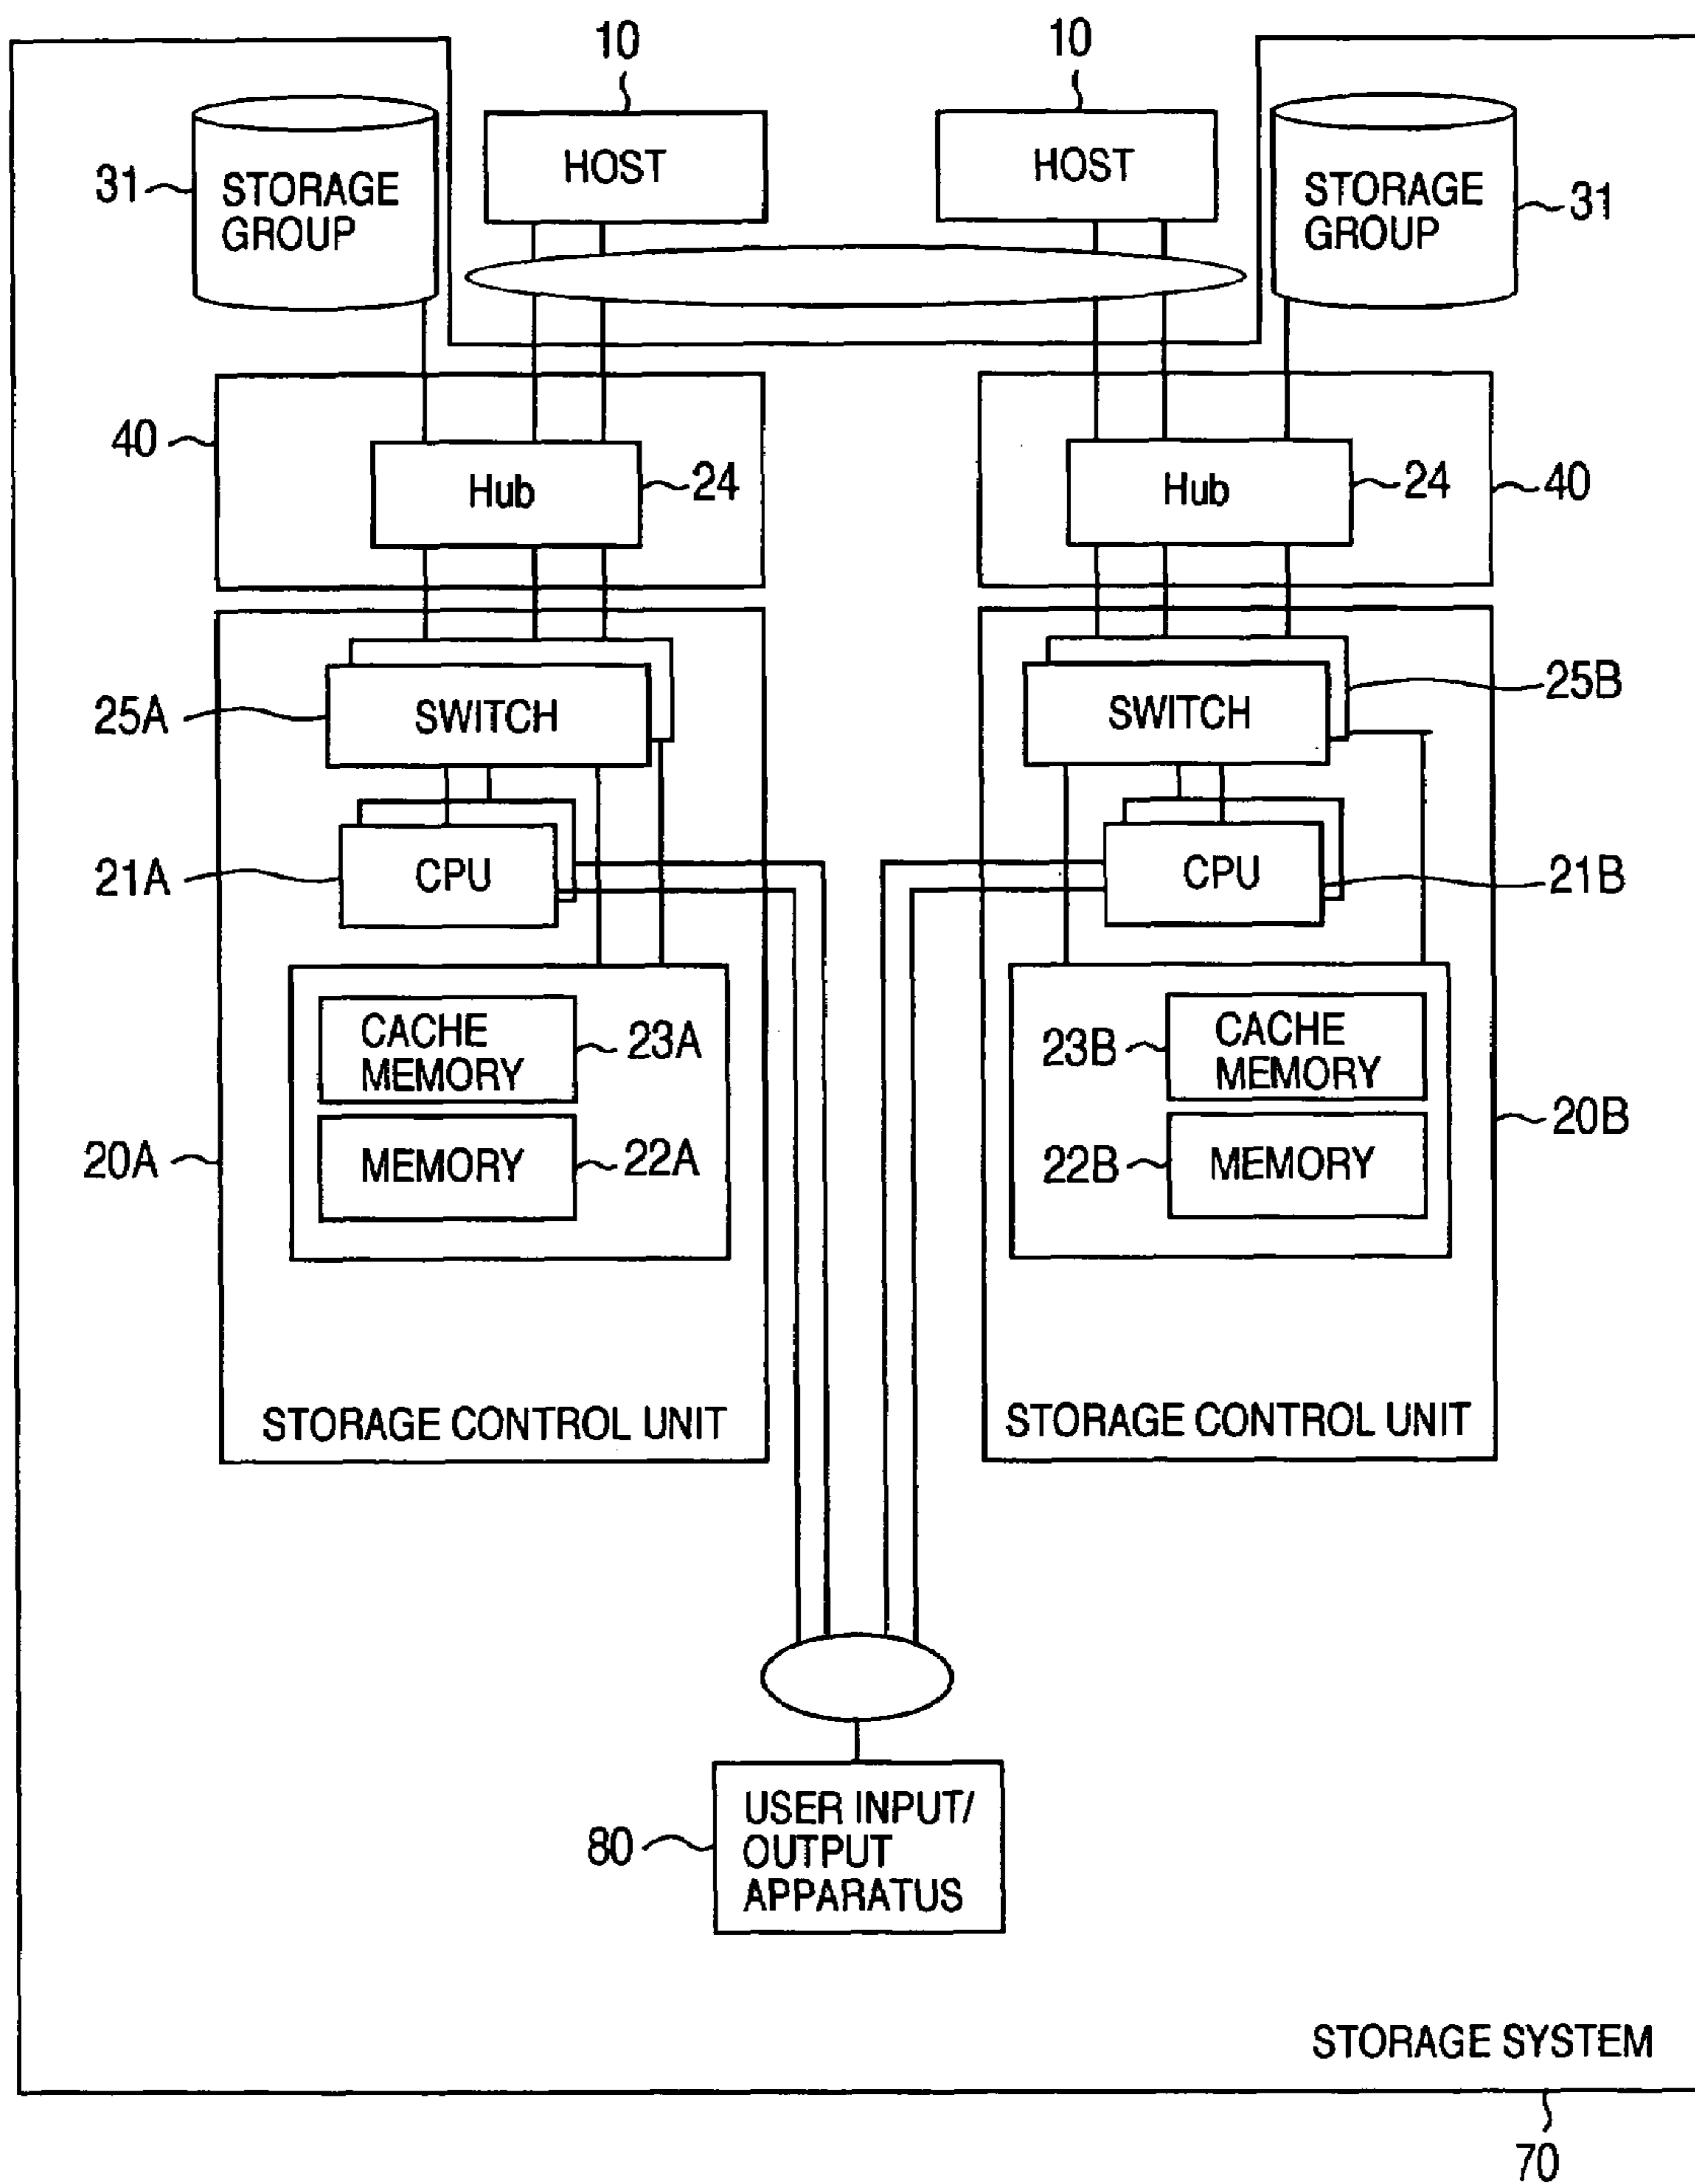 10
10
31
STORAGE
GROUP
HOST
HOST
STORAGE
GROUP
31
40
Hub
24
Hub
24
40
25A
SWITCH
SWITCH
25B
21A
CPU
CPU
21B
CACHE
MEMORY
23A
23B
CACHE
MEMORY
20A
MEMORY
22A
22B
MEMORY
20B
STORAGE CONTROL UNIT
STORAGE CONTROL UNIT
80
USER INPUT/
OUTPUT
APPARATUS
STORAGE SYSTEM
70